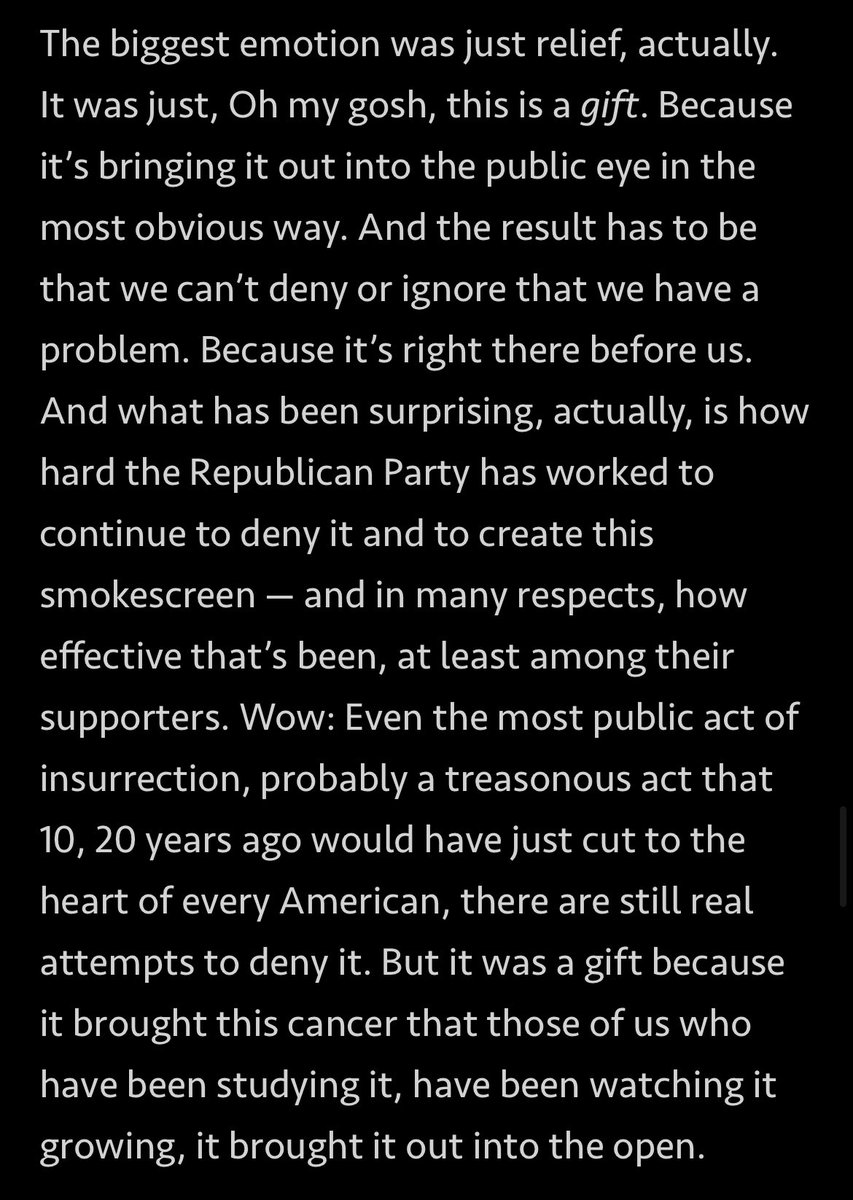 The biggest emotion was just relief, actually.
It was just, Oh my gosh, this is a gift. Because
it’s bringing it out into the public eye in the
most obvious way. And the result has to be
that we can’t deny or ignore that we have a
problem. Because it’s right there before us.
And what has been surprising, actually, is how
hard the Republican Party has worked to
continue to deny it and to create this
smokescreen — and in many respects, how
effective that’s been, at least among their
supporters. Wow: Even the most public act of
insurrection, probably a treasonous act that
10, 20 years ago would have just cut to the
heart of every American, there are still real
attempts to deny it. But it was a gift because
it brought this cancer that those of us who
have been studying it, have been watching it
growing, it brought it out into the open.